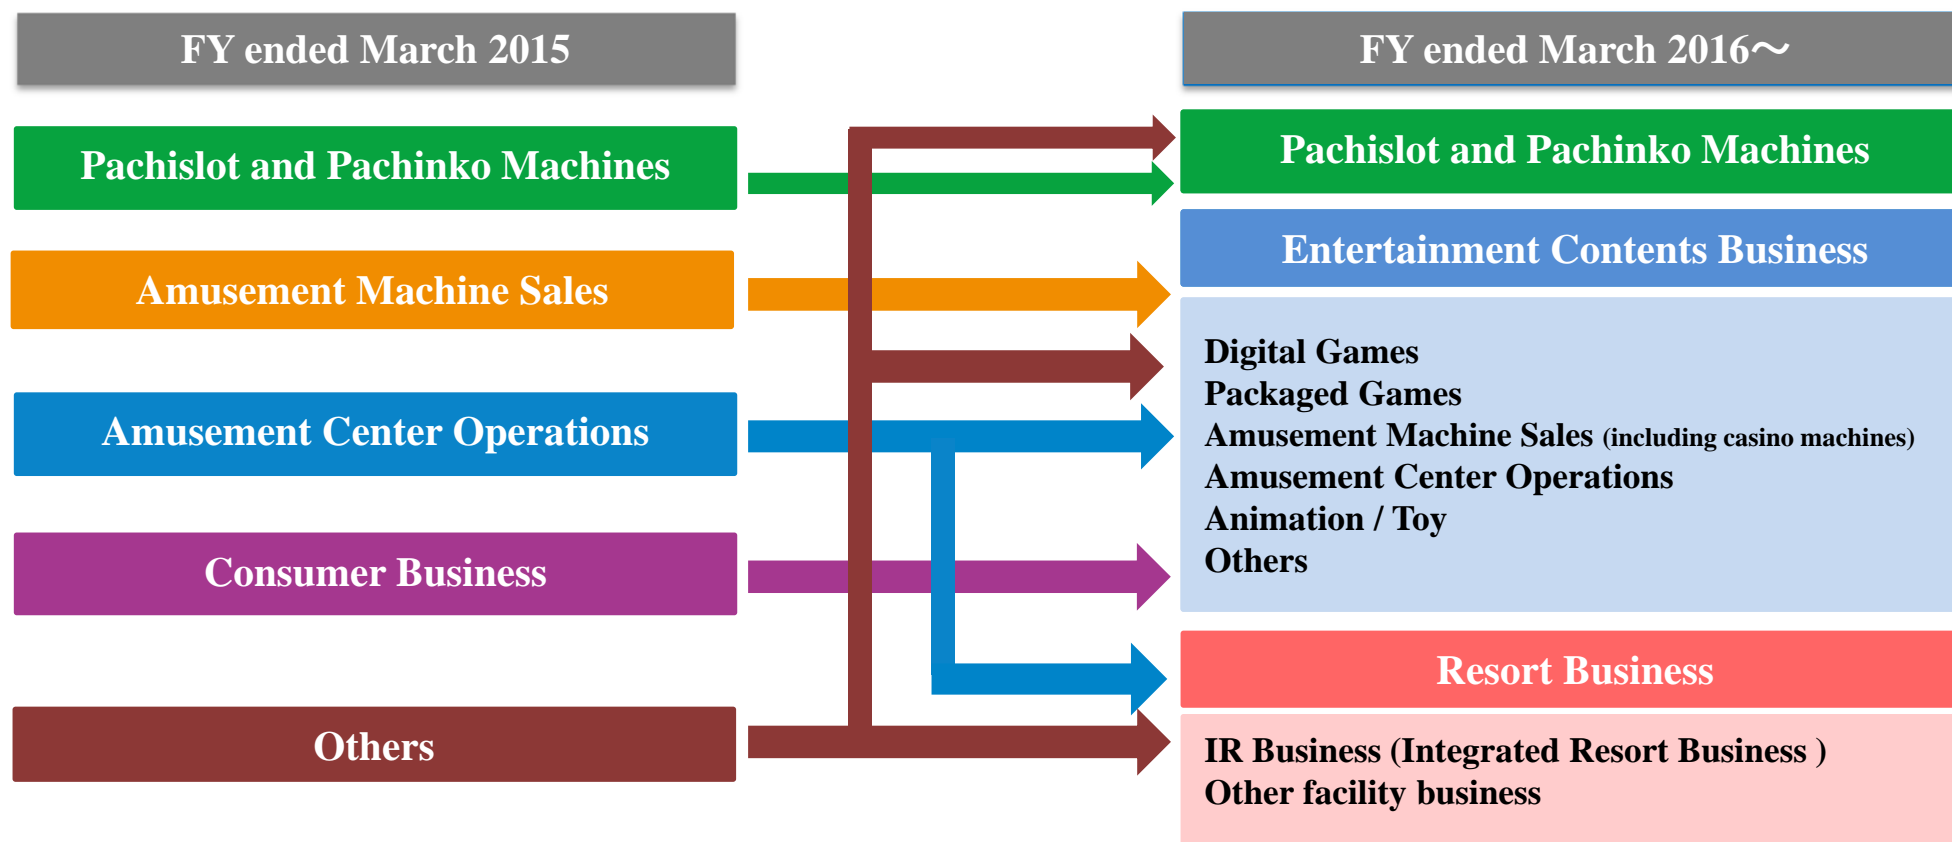 FY ended March 2015
Pachislot and Pachinko Machines
Amusement Machine Sales
Amusement Center Operations
Consumer Business
Others
FY ended March 2016～
Pachislot and Pachinko Machines
Entertainment Contents Business
Digital Games
Packaged Games
Amusement Machine Sales (including casino machines)
Amusement Center Operations
Animation / Toy
Others
Resort Business
IR Business (Integrated Resort Business )
Other facility business